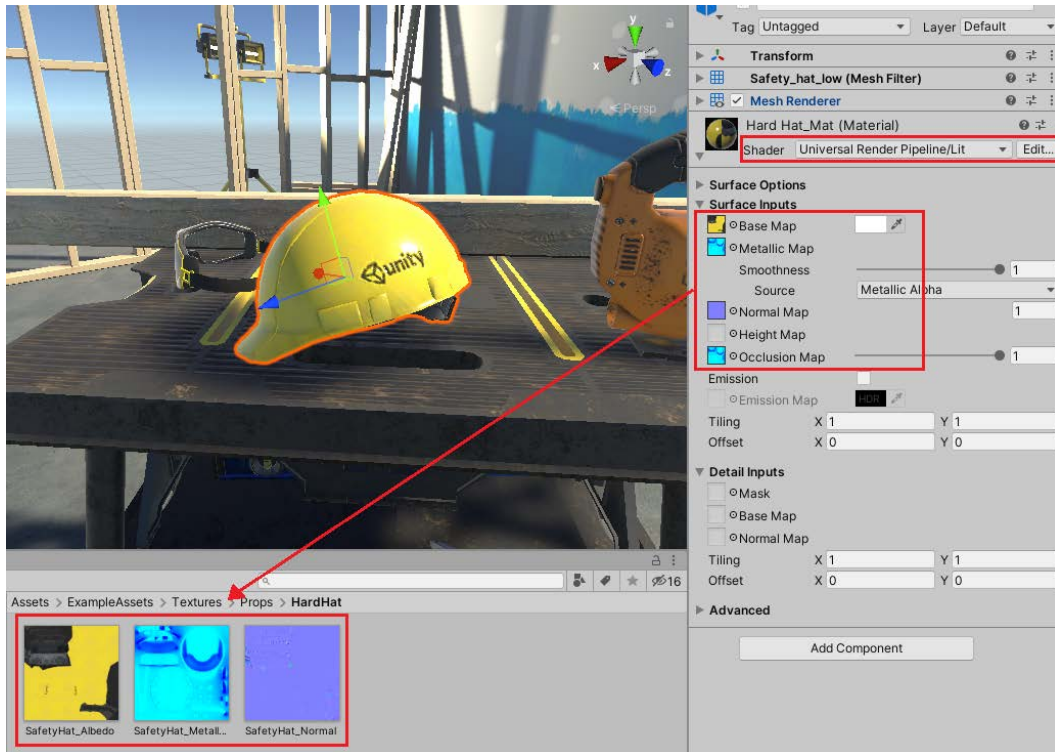 y
x
z
Persp
unity
Tag Untagged Layer Default
Transform
Safety_hat_low (Mesh Filter)
Mesh Renderer
Hard Hat_Mat (Material)
Shader Universal Render Pipeline/Lit Edit...
Surface Options
Surface Inputs
Base Map
Metallic Map
Smoothness 1
Source Metallic Alpha
Normal Map 1
Height Map
Occlusion Map 1
Emission
Emission Map HDR
Tiling X 1 Y 1
Offset X 0 Y 0
Detail Inputs
Mask
Base Map
Normal Map
Tiling X 1 Y 1
Offset X 0 Y 0
Advanced
Add Component
16
Assets > ExampleAssets > Textures > Props > HardHat
SafetyHat_Albedo SafetyHat_Metall... SafetyHat_Normal